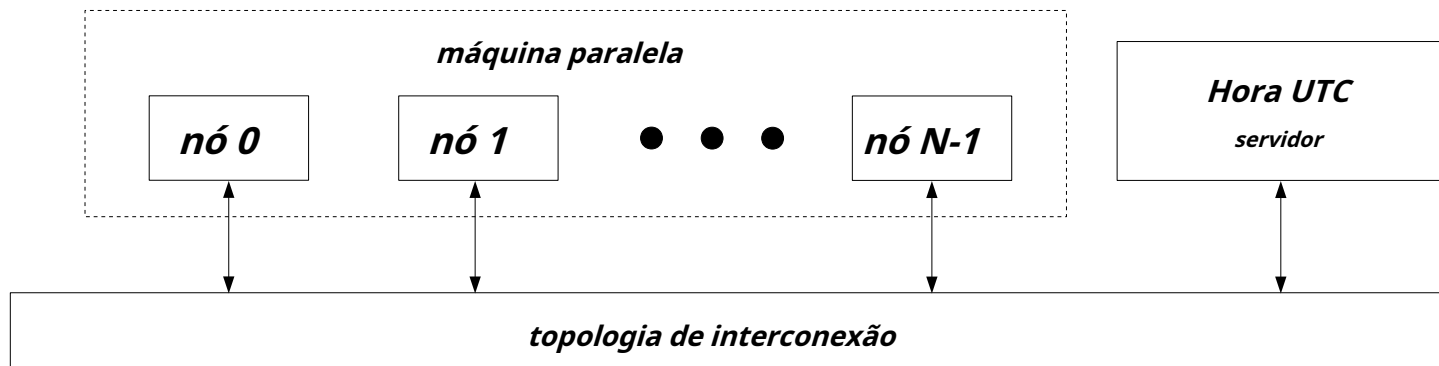 máquina paralela
nó 0
nó 1
nó N-1
Hora UTC
servidor
topologia de interconexão